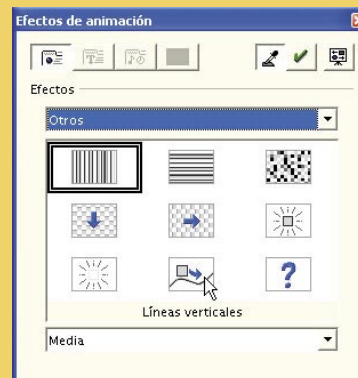 Efectos de animación
Efectos
Otros
Líneas verticales
Media